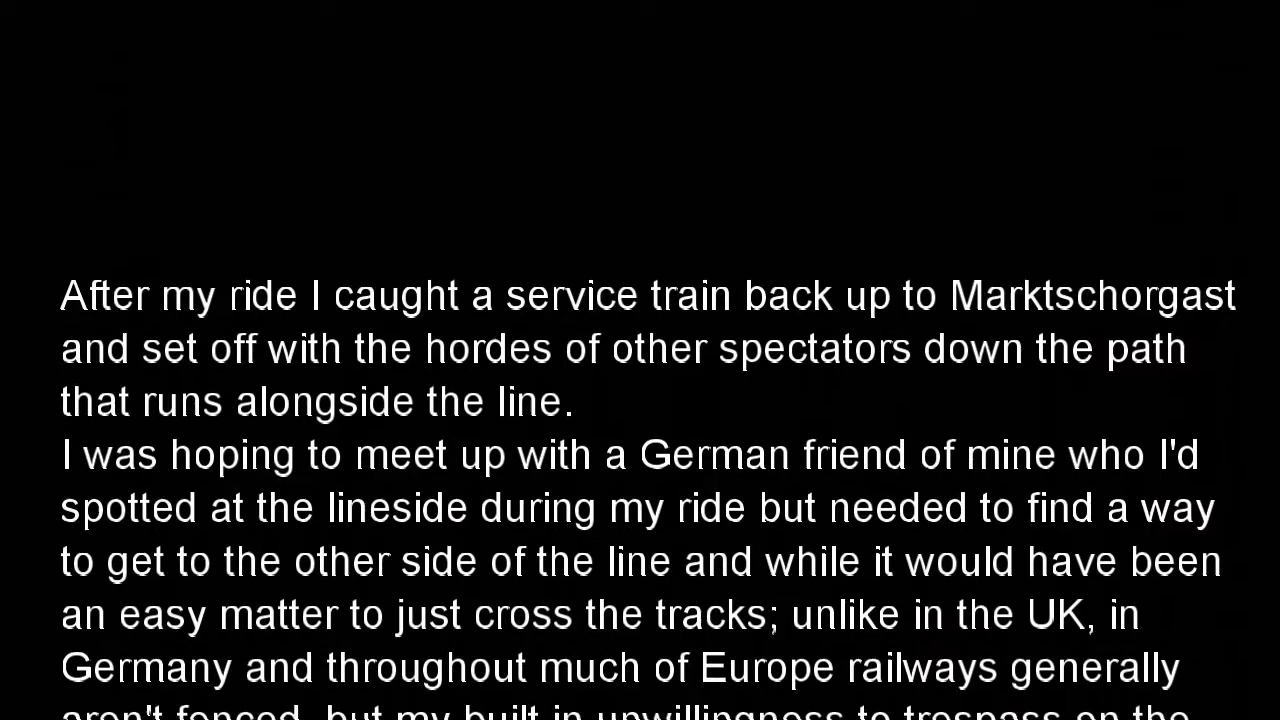 After my ride I caught a service train back up to Marktschorgast
and set off with the hordes of other spectators down the path
that runs alongside the line.
I was hoping to meet up with a German friend of mine who I'd
spotted at the lineside during my ride but needed to find a way
to get to the other side of the line and while it would have been
an easy matter to just cross the tracks; unlike in the UK, in
Germany and throughout much of Europe railways generally
aren't fenced, but my built in unwillingness to trespass on the